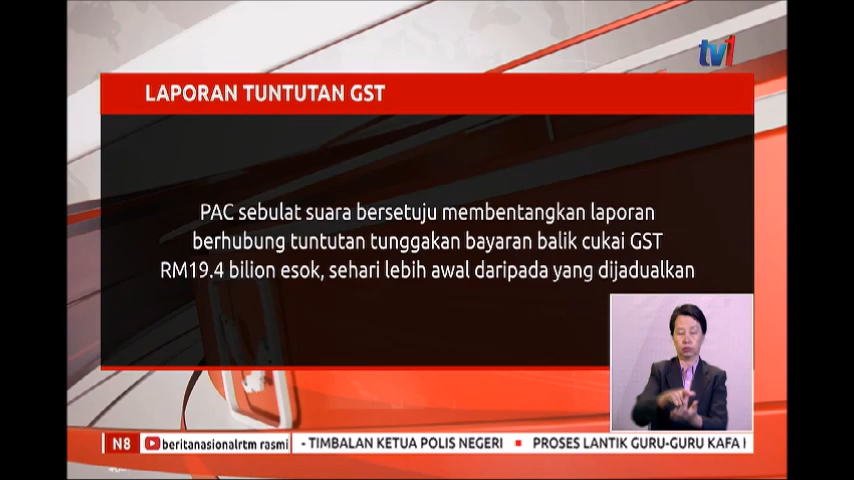 tv1
LAPORAN TUNTUTAN GST
PAC sebulat suara bersetuju membentangkan laporan
berhubung tuntutan tunggakan bayaran balik cukai GST
RM19.4 bilion esok, sehari lebih awal daripada yang dijadualkan
N8 beritanasionalrtm rasmi - TIMBALAN KETUA POLIS NEGERI ▪ PROSES LANTIK GURU-GURU KAFA